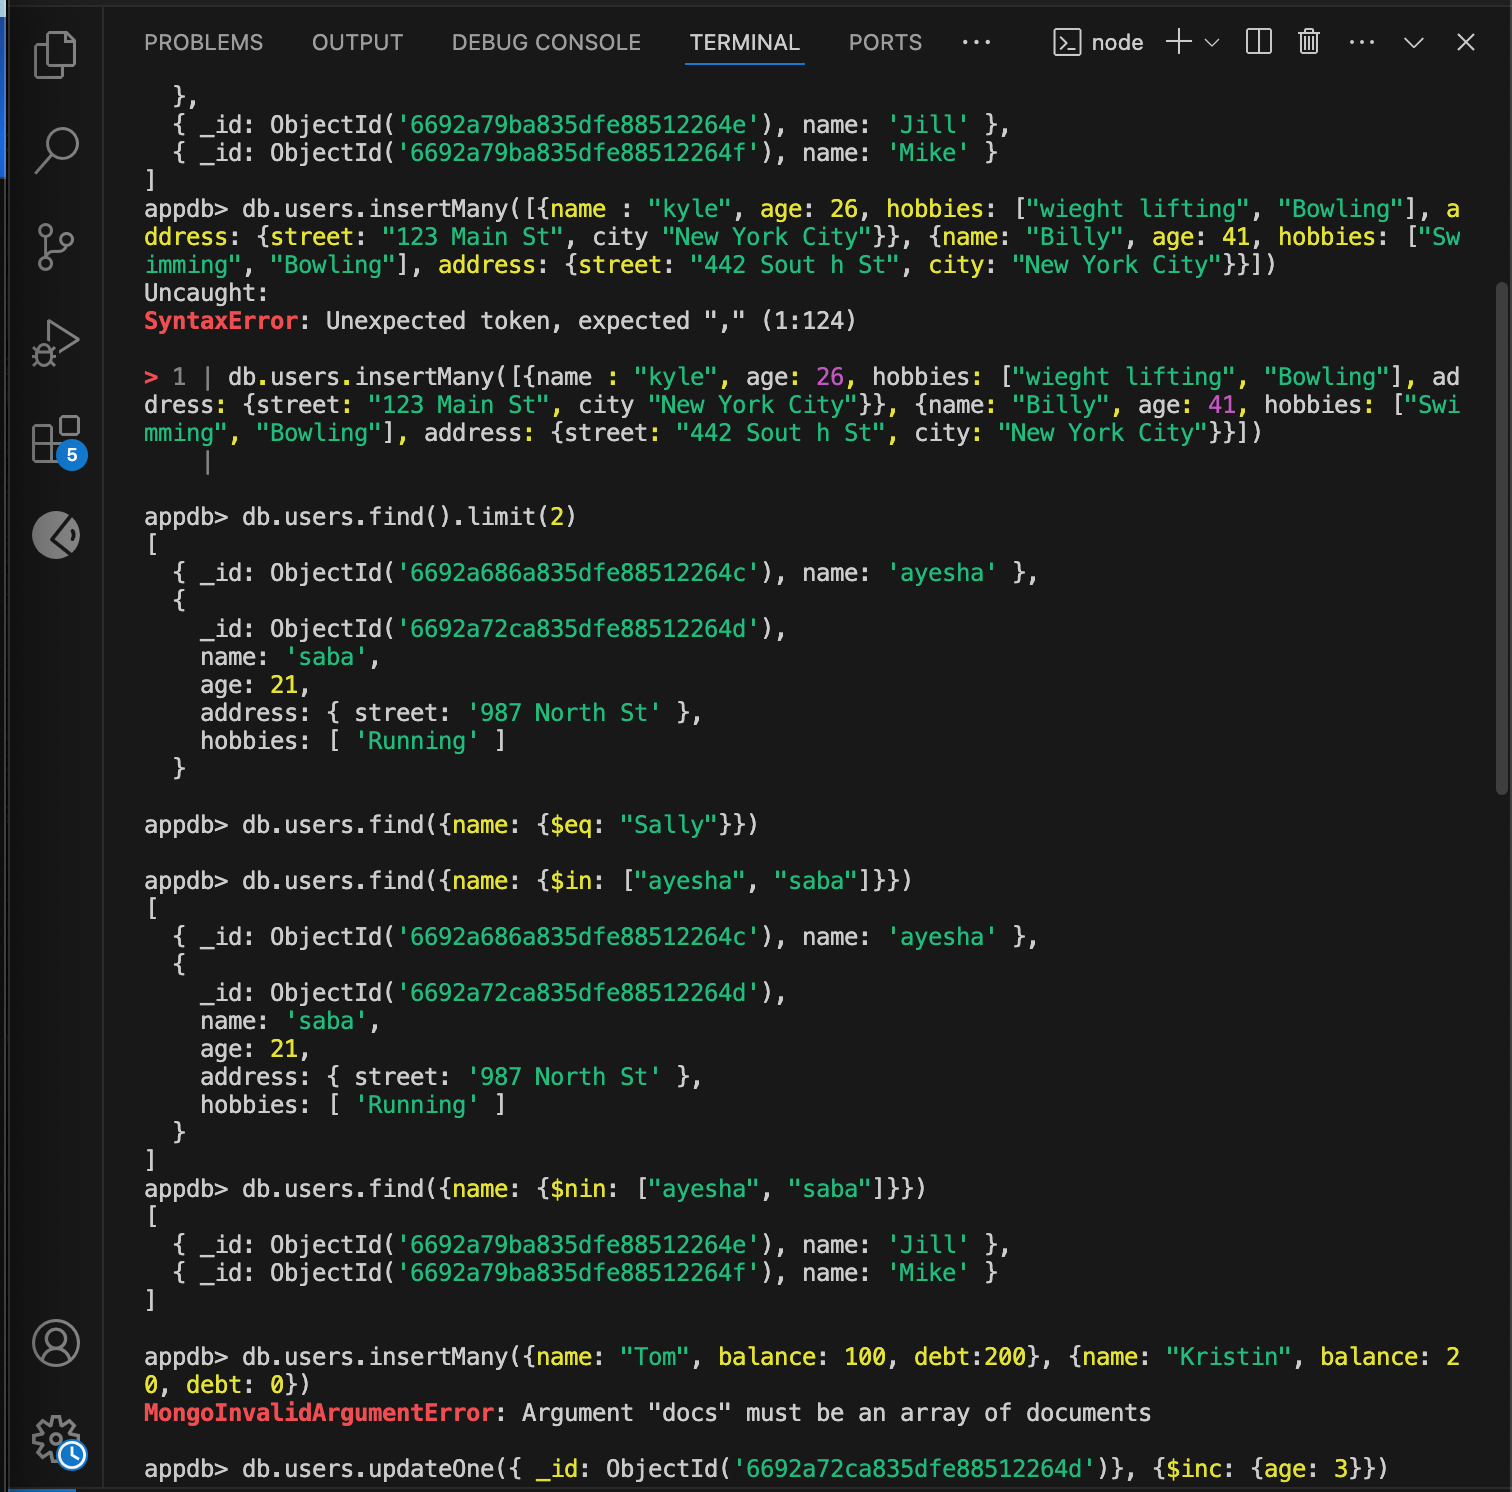 PROBLEMS OUTPUT DEBUG CONSOLE TERMINAL PORTS ··· node
  },
  { _id: ObjectId('6692a79ba835dfe88512264e'), name: 'Jill' },
  { _id: ObjectId('6692a79ba835dfe88512264f'), name: 'Mike' }
]
appdb> db.users.insertMany([{name : "kyle", age: 26, hobbies: ["wieght lifting", "Bowling"], a
ddress: {street: "123 Main St", city "New York City"}}, {name: "Billy", age: 41, hobbies: ["Sw
imming", "Bowling"], address: {street: "442 Sout h St", city: "New York City"}}])
Uncaught:
SyntaxError: Unexpected token, expected "," (1:124)
> 1 | db.users.insertMany([{name : "kyle", age: 26, hobbies: ["wieght lifting", "Bowling"], ad
dress: {street: "123 Main St", city "New York City"}}, {name: "Billy", age: 41, hobbies: ["Swi
mming", "Bowling"], address: {street: "442 Sout h St", city: "New York City"}}])
    |
5
appdb> db.users.find().limit(2)
[
  { _id: ObjectId('6692a686a835dfe88512264c'), name: 'ayesha' },
  {
    _id: ObjectId('6692a72ca835dfe88512264d'),
    name: 'saba',
    age: 21,
    address: { street: '987 North St' },
    hobbies: [ 'Running' ]
  }
appdb> db.users.find({name: {$eq: "Sally"}})
appdb> db.users.find({name: {$in: ["ayesha", "saba"]}})
[
  { _id: ObjectId('6692a686a835dfe88512264c'), name: 'ayesha' },
  {
    _id: ObjectId('6692a72ca835dfe88512264d'),
    name: 'saba',
    age: 21,
    address: { street: '987 North St' },
    hobbies: [ 'Running' ]
  }
]
appdb> db.users.find({name: {$nin: ["ayesha", "saba"]}})
[
  { _id: ObjectId('6692a79ba835dfe88512264e'), name: 'Jill' },
  { _id: ObjectId('6692a79ba835dfe88512264f'), name: 'Mike' }
]
appdb> db.users.insertMany({name: "Tom", balance: 100, debt:200}, {name: "Kristin", balance: 2
0, debt: 0})
MongoInvalidArgumentError: Argument "docs" must be an array of documents
appdb> db.users.updateOne({ _id: ObjectId('6692a72ca835dfe88512264d')}, {$inc: {age: 3}})